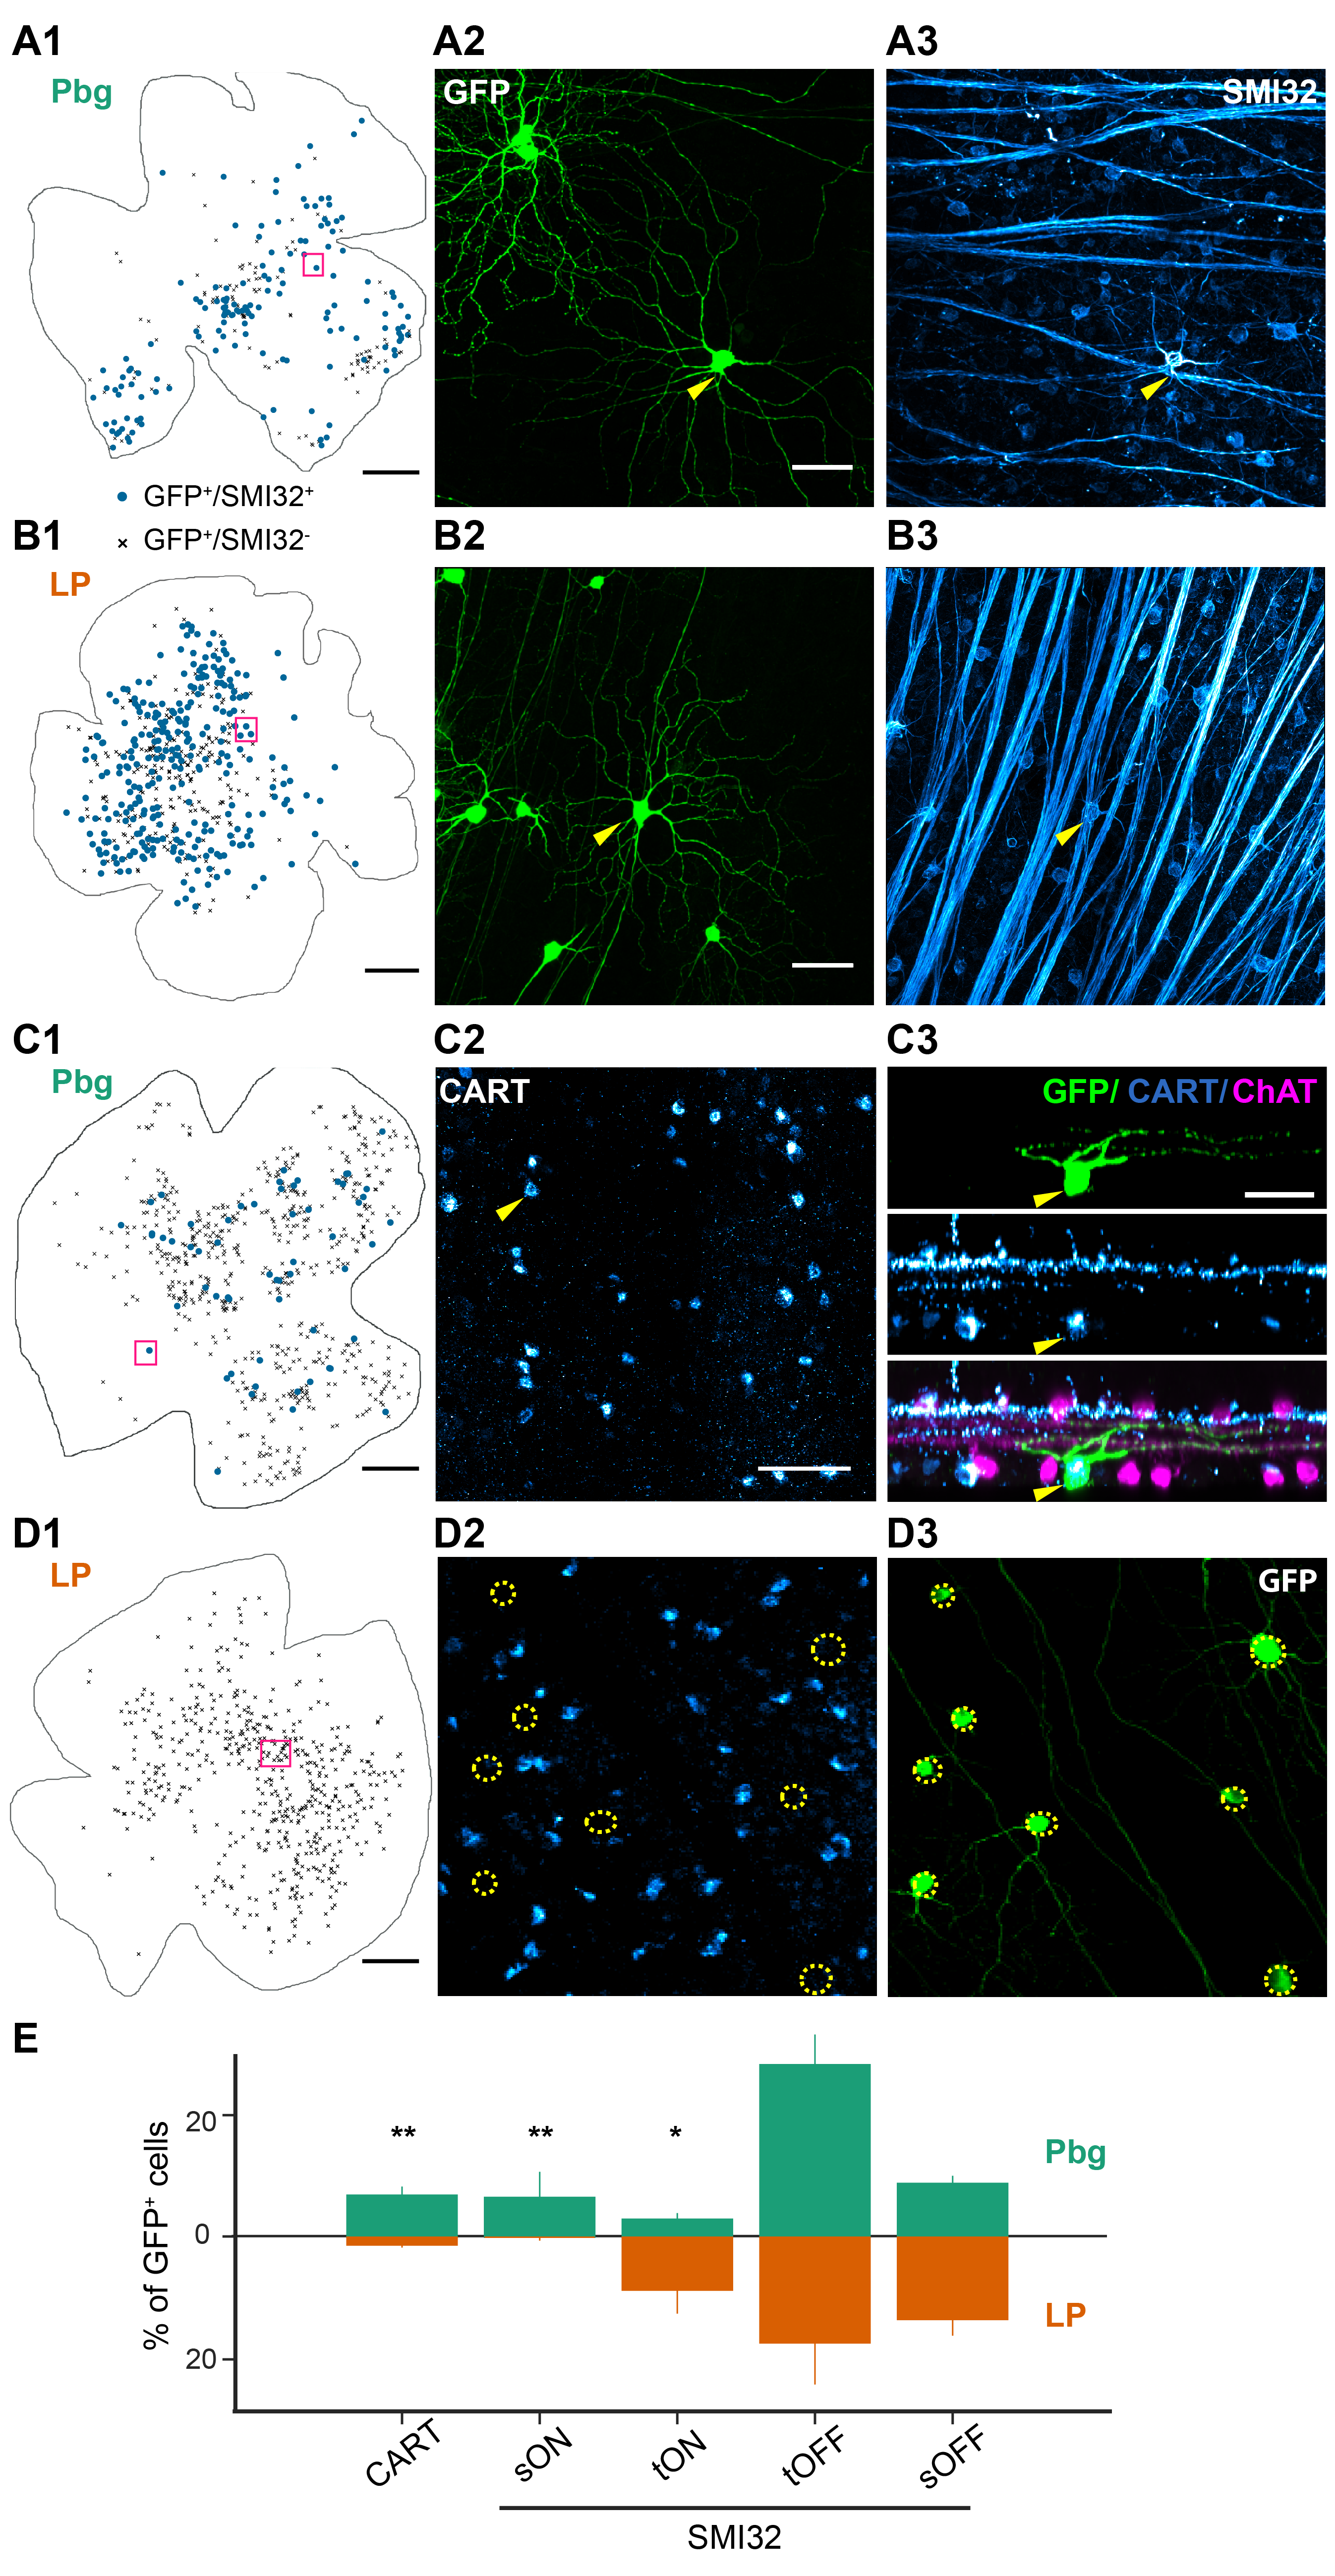 A1
A2
A3
Pbg
GFP
SMI32
GFP+/SMI32+
GFP+/SMI32-
B1
B2
B3
LP
C1
C2
C3
Pbg
CART
GFP/ CART/ ChAT
D1
D2
D3
LP
GFP
E
% of GFP+ cells
20
0
20
** ** *
Pbg
LP
CART sON tON tOFF sOFF
SMI32